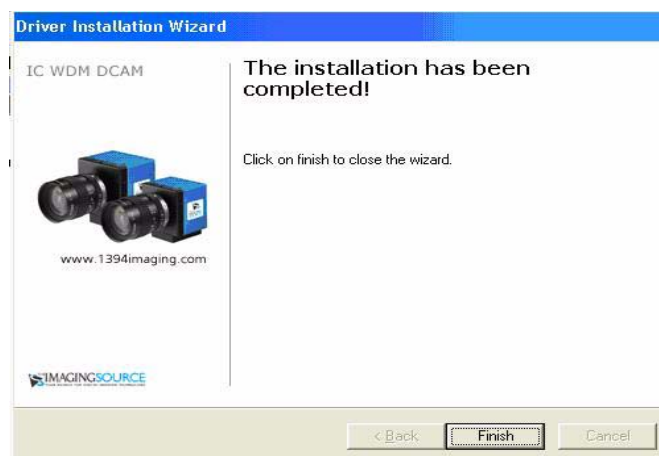 Driver Installation Wizard
IC WDM DCAM
The installation has been
completed!
Click on finish to close the wizard.
www.1394imaging.com
IMAGINGSOURCE
< Back
Finish
Cancel